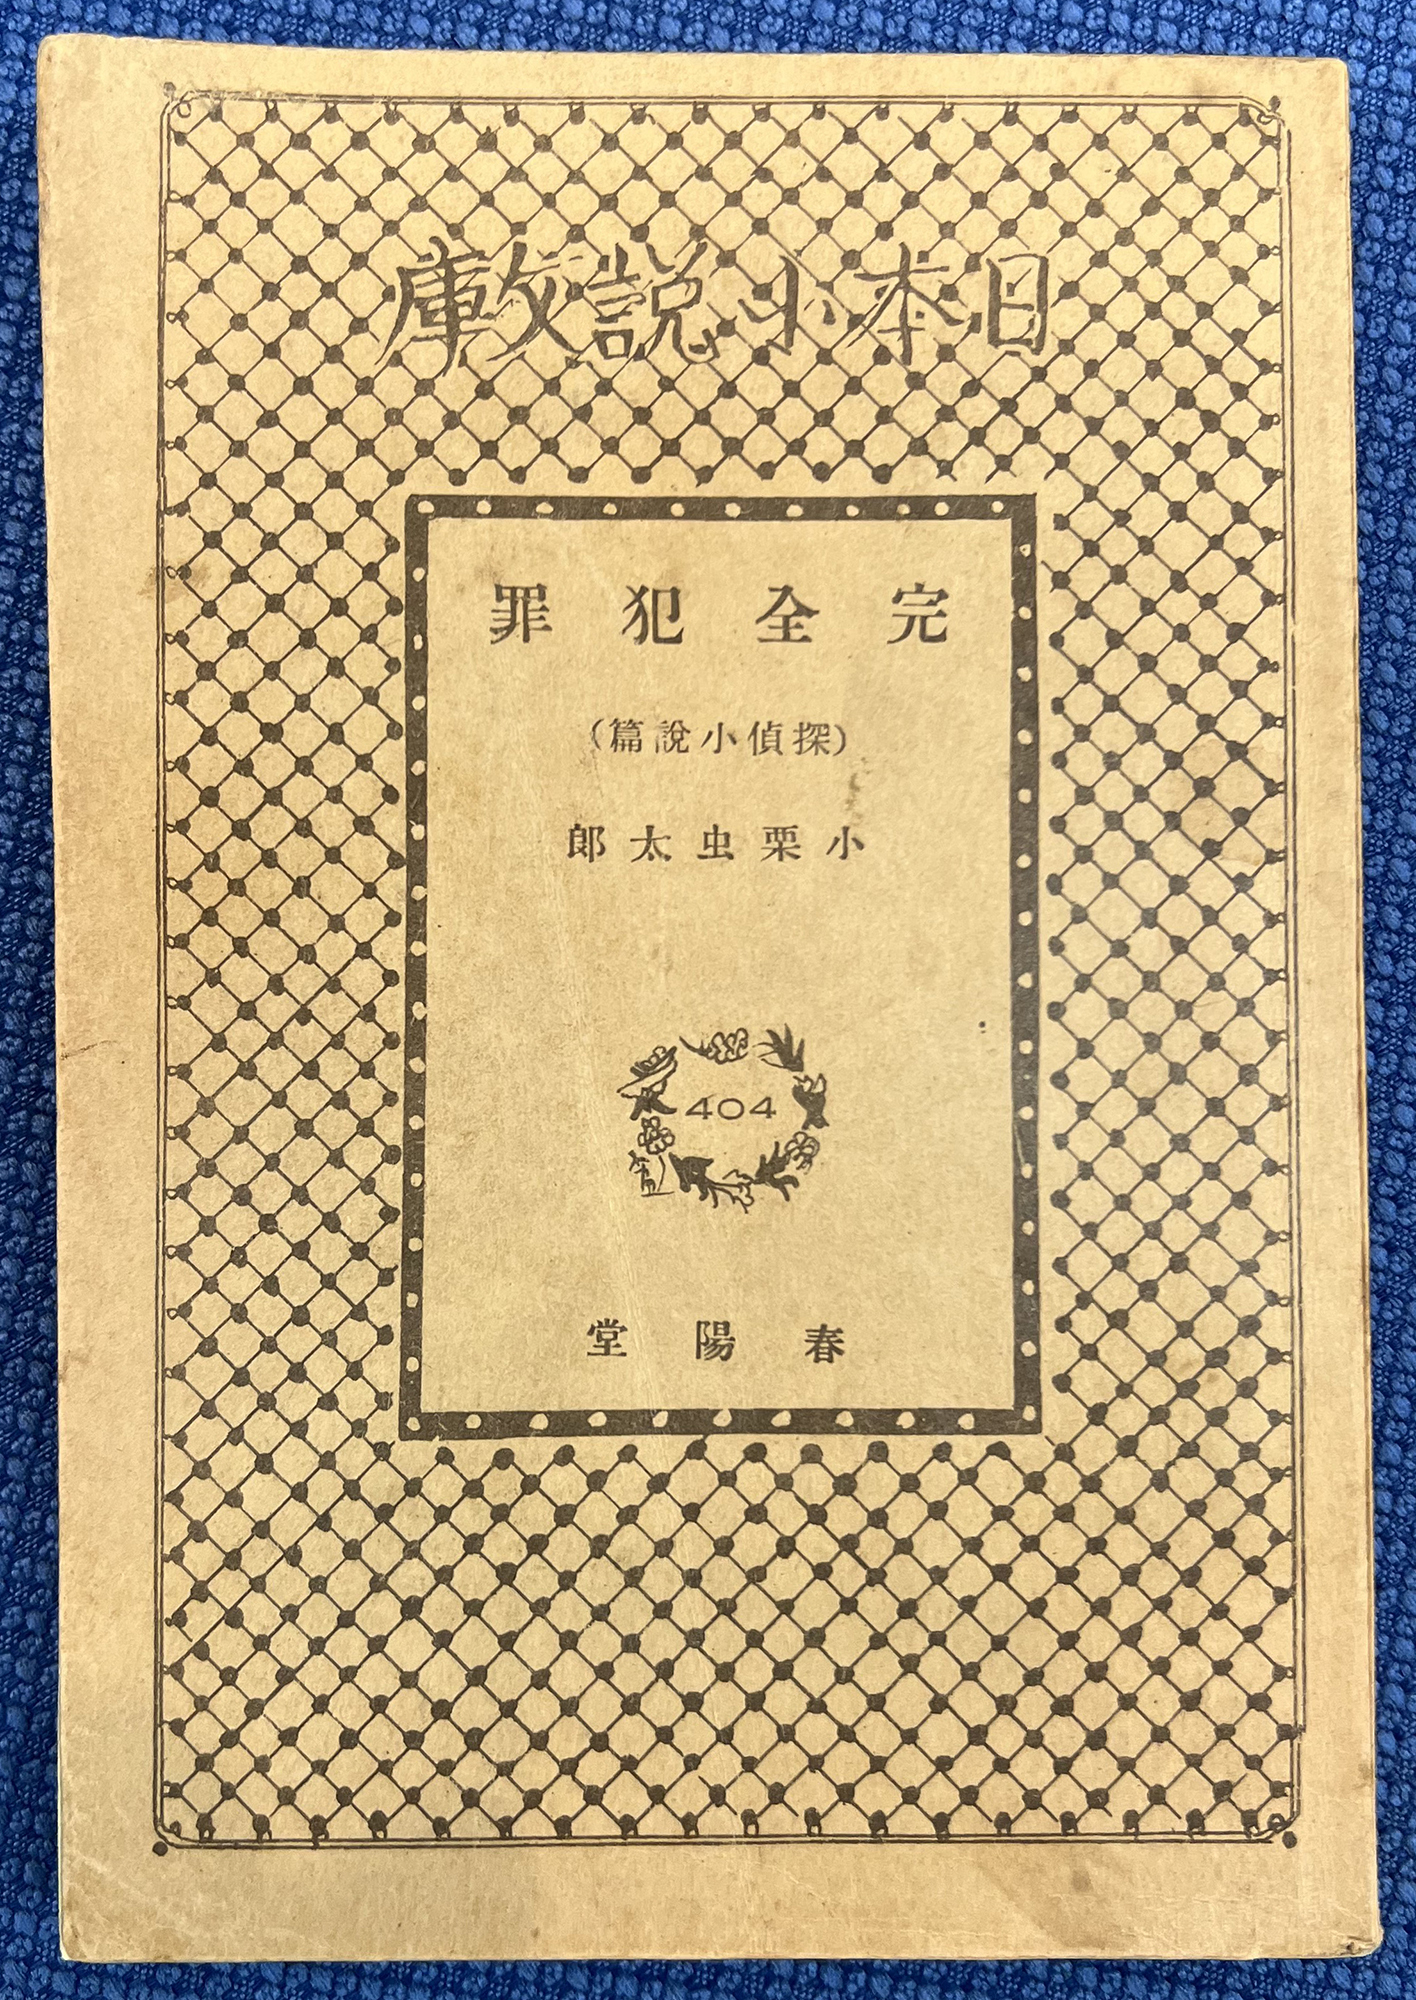 日本小說文庫
完全犯罪
(探偵小說篇)
小栗虫太郎
404
春陽堂